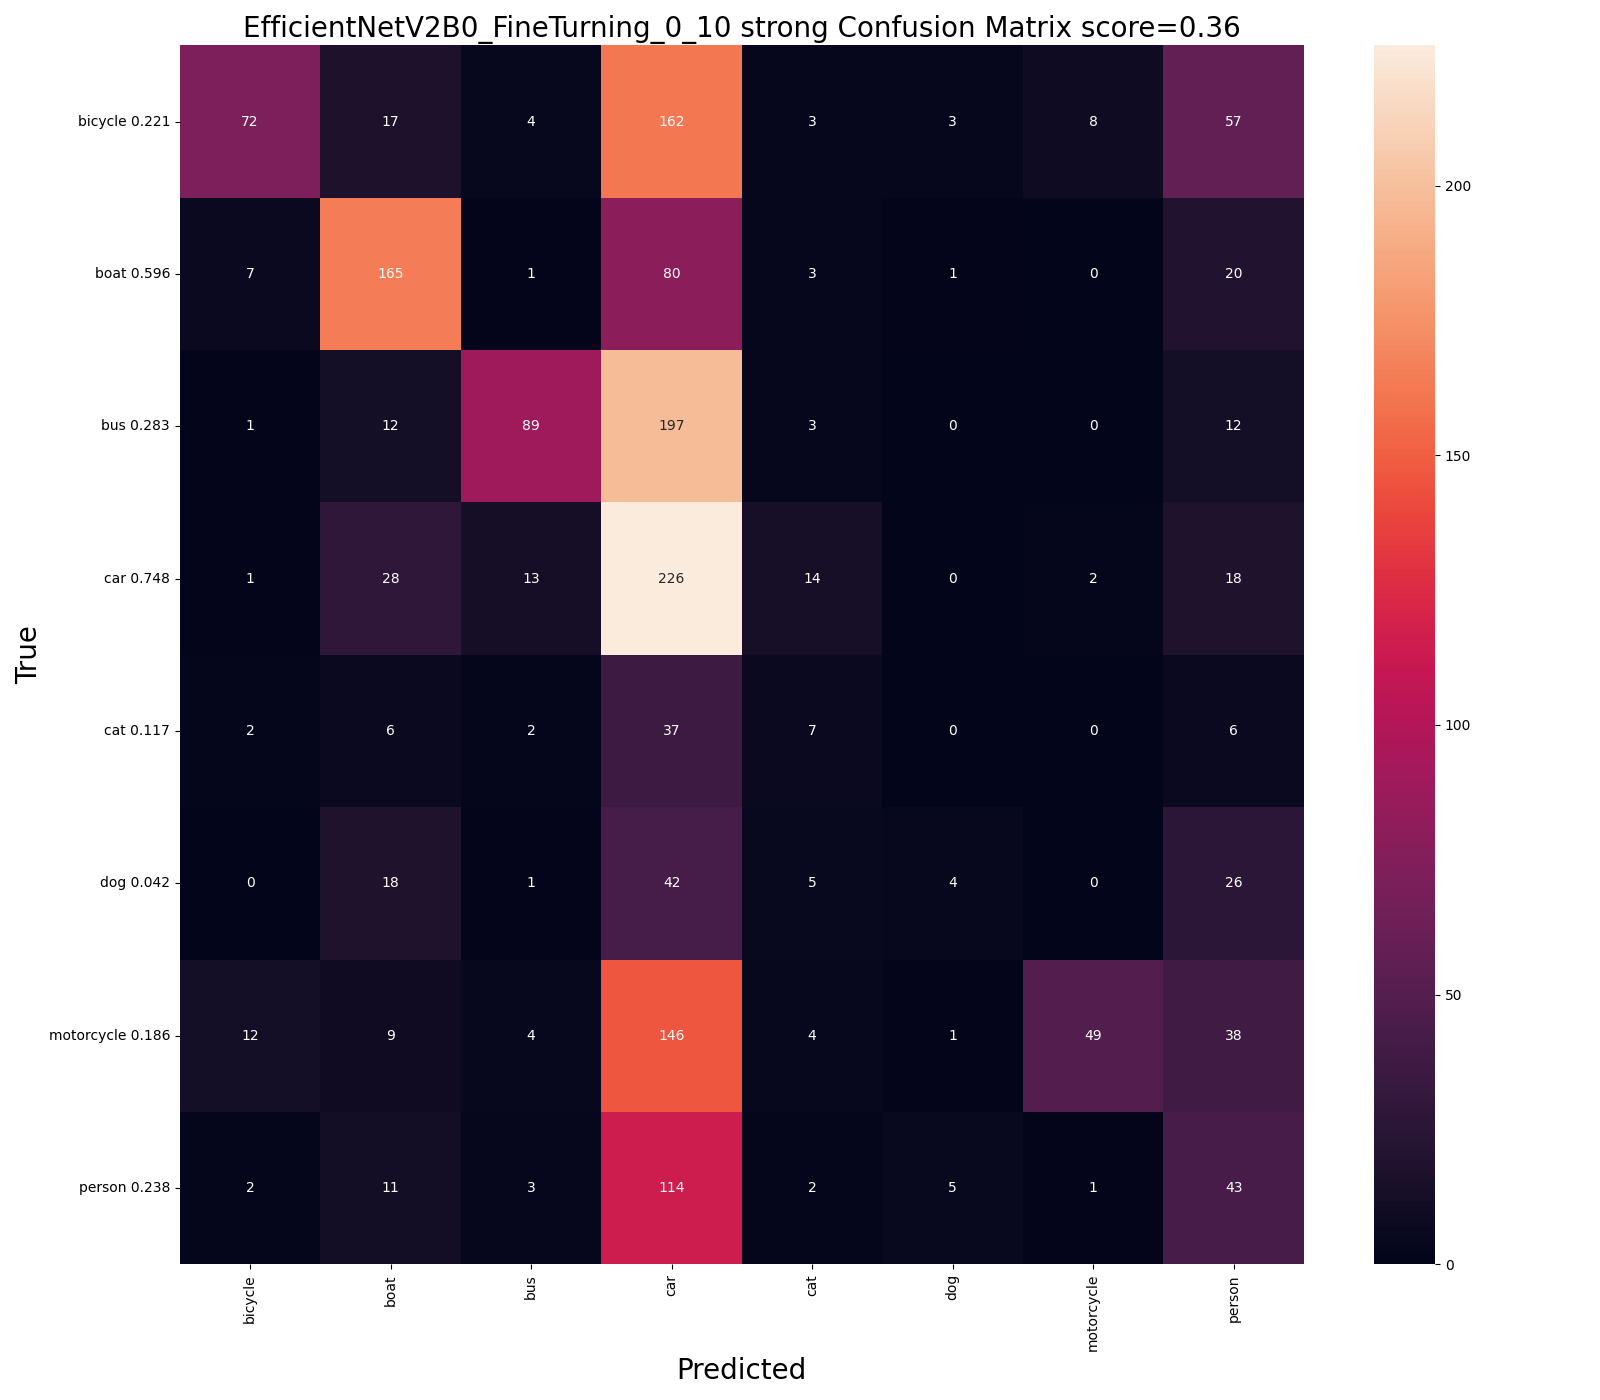 EfficientNetV2B0_FineTurning_0_10 strong Confusion Matrix score=0.36
True
bicycle 0.221 72 17 4 162 3 3 8 57
boat 0.596 7 165 1 80 3 1 0 20
bus 0.283 1 12 89 197 3 0 0 12
car 0.748 1 28 13 226 14 0 2 18
cat 0.117 2 6 2 37 7 0 0 6
dog 0.042 0 18 1 42 5 4 0 26
motorcycle 0.186 12 9 4 146 4 1 49 38
person 0.238 2 11 3 114 2 5 1 43
bicycle boat bus car cat dog motorcycle person
Predicted
200
150
100
50
0